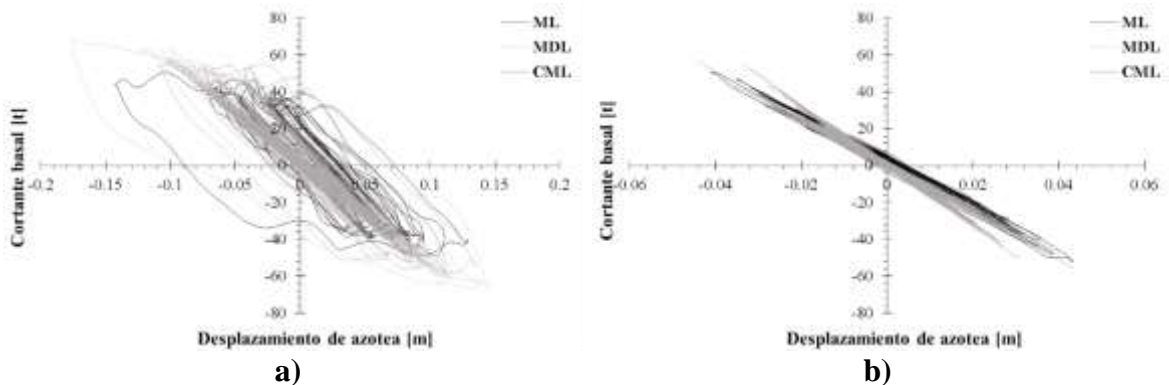 80
60
40
20
0
-20
-40
-60
-80
-0.2
-0.15
-0.1
-0.05
0
0.05
0.1
0.15
0.2
Cortante basal [t]
Desplazamiento de azotea [m]
ML
MDL
CML
a)
80
60
40
20
0
-20
-40
-60
-80
-0.06
-0.04
-0.02
0
0.02
0.04
0.06
Cortante basal [t]
Desplazamiento de azotea [m]
ML
MDL
CML
b)